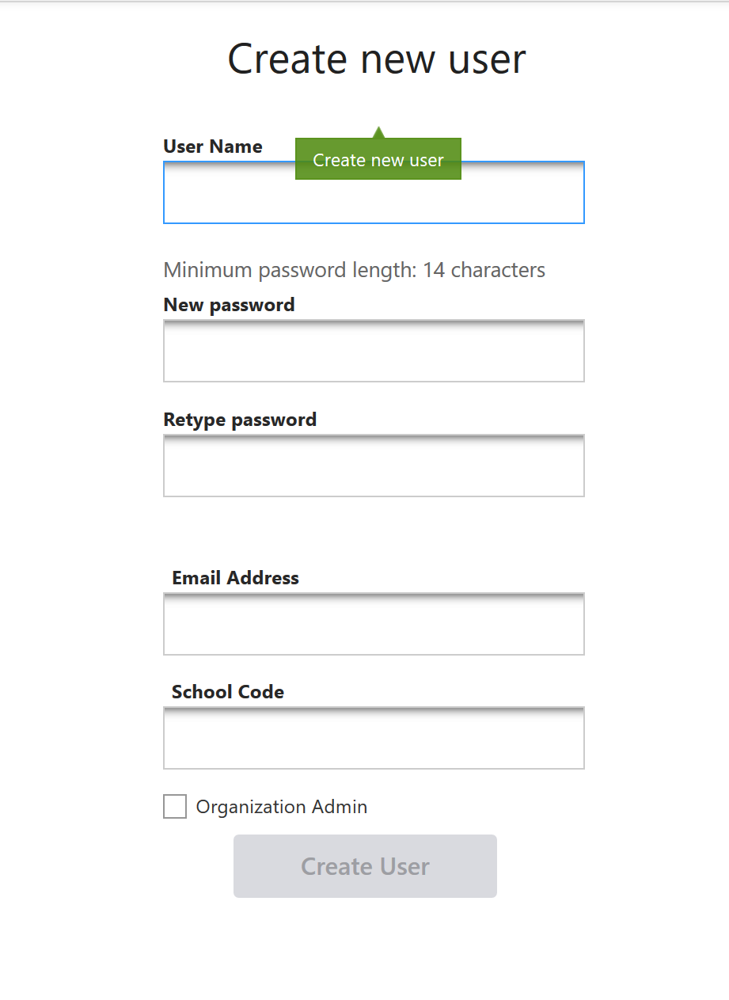 Create new user
User Name
Create new user
Minimum password length: 14 characters
New password
Retype password
Email Address
School Code
Organization Admin
Create User